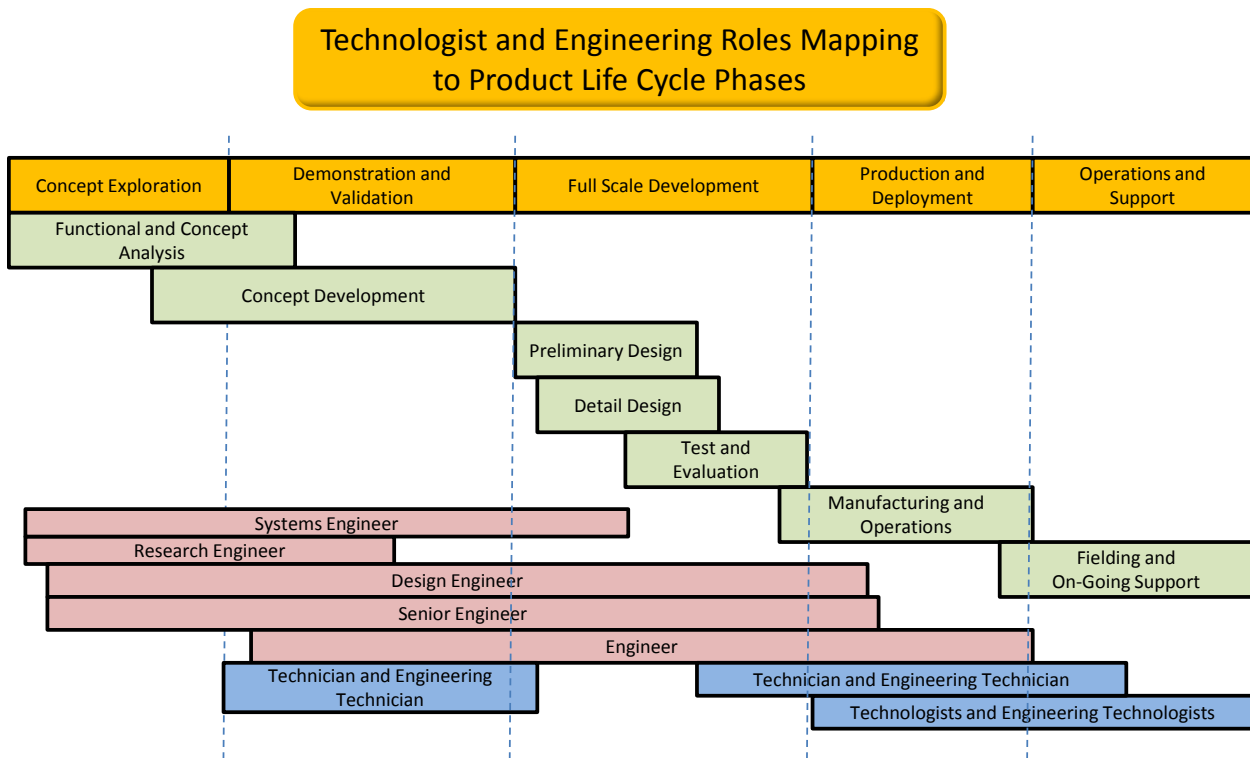 Technologist and Engineering Roles Mapping
to Product Life Cycle Phases
Concept Exploration
Demonstration and
Validation
Full Scale Development
Production and
Deployment
Operations and
Support
Functional and Concept
Analysis
Concept Development
Preliminary Design
Detail Design
Test and
Evaluation
Manufacturing and
Operations
Systems Engineer
Research Engineer
Fielding and
On-Going Support
Design Engineer
Senior Engineer
Engineer
Technician and Engineering
Technician
Technician and Engineering Technician
Technologists and Engineering Technologists